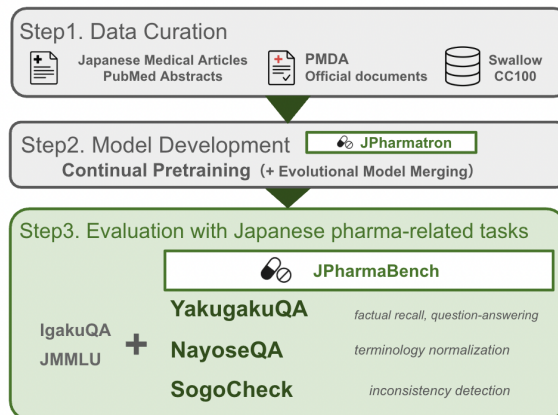 Step1. Data Curation
Japanese Medical Articles
PubMed Abstracts
PMDA
Official documents
Swallow
CC100
Step2. Model Development
JPharmatron
Continual Pretraining (+ Evolutional Model Merging)
Step3. Evaluation with Japanese pharma-related tasks
JPharmaBench
IgakuQA
JMMLU
+
YakugakuQA factual recall, question-answering
NayoseQA terminology normalization
SogoCheck inconsistency detection